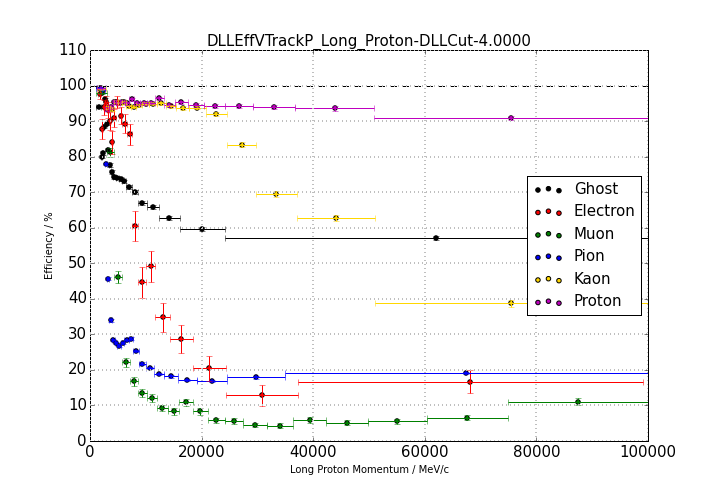 DLLEffVTrackP_Long_Proton-DLLCut-4.0000
110
100
90
80
70
60
50
40
30
20
10
0
Efficiency / %
Ghost
Electron
Muon
Pion
Kaon
Proton
0 20000 40000 60000 80000 100000
Long Proton Momentum / MeV/c